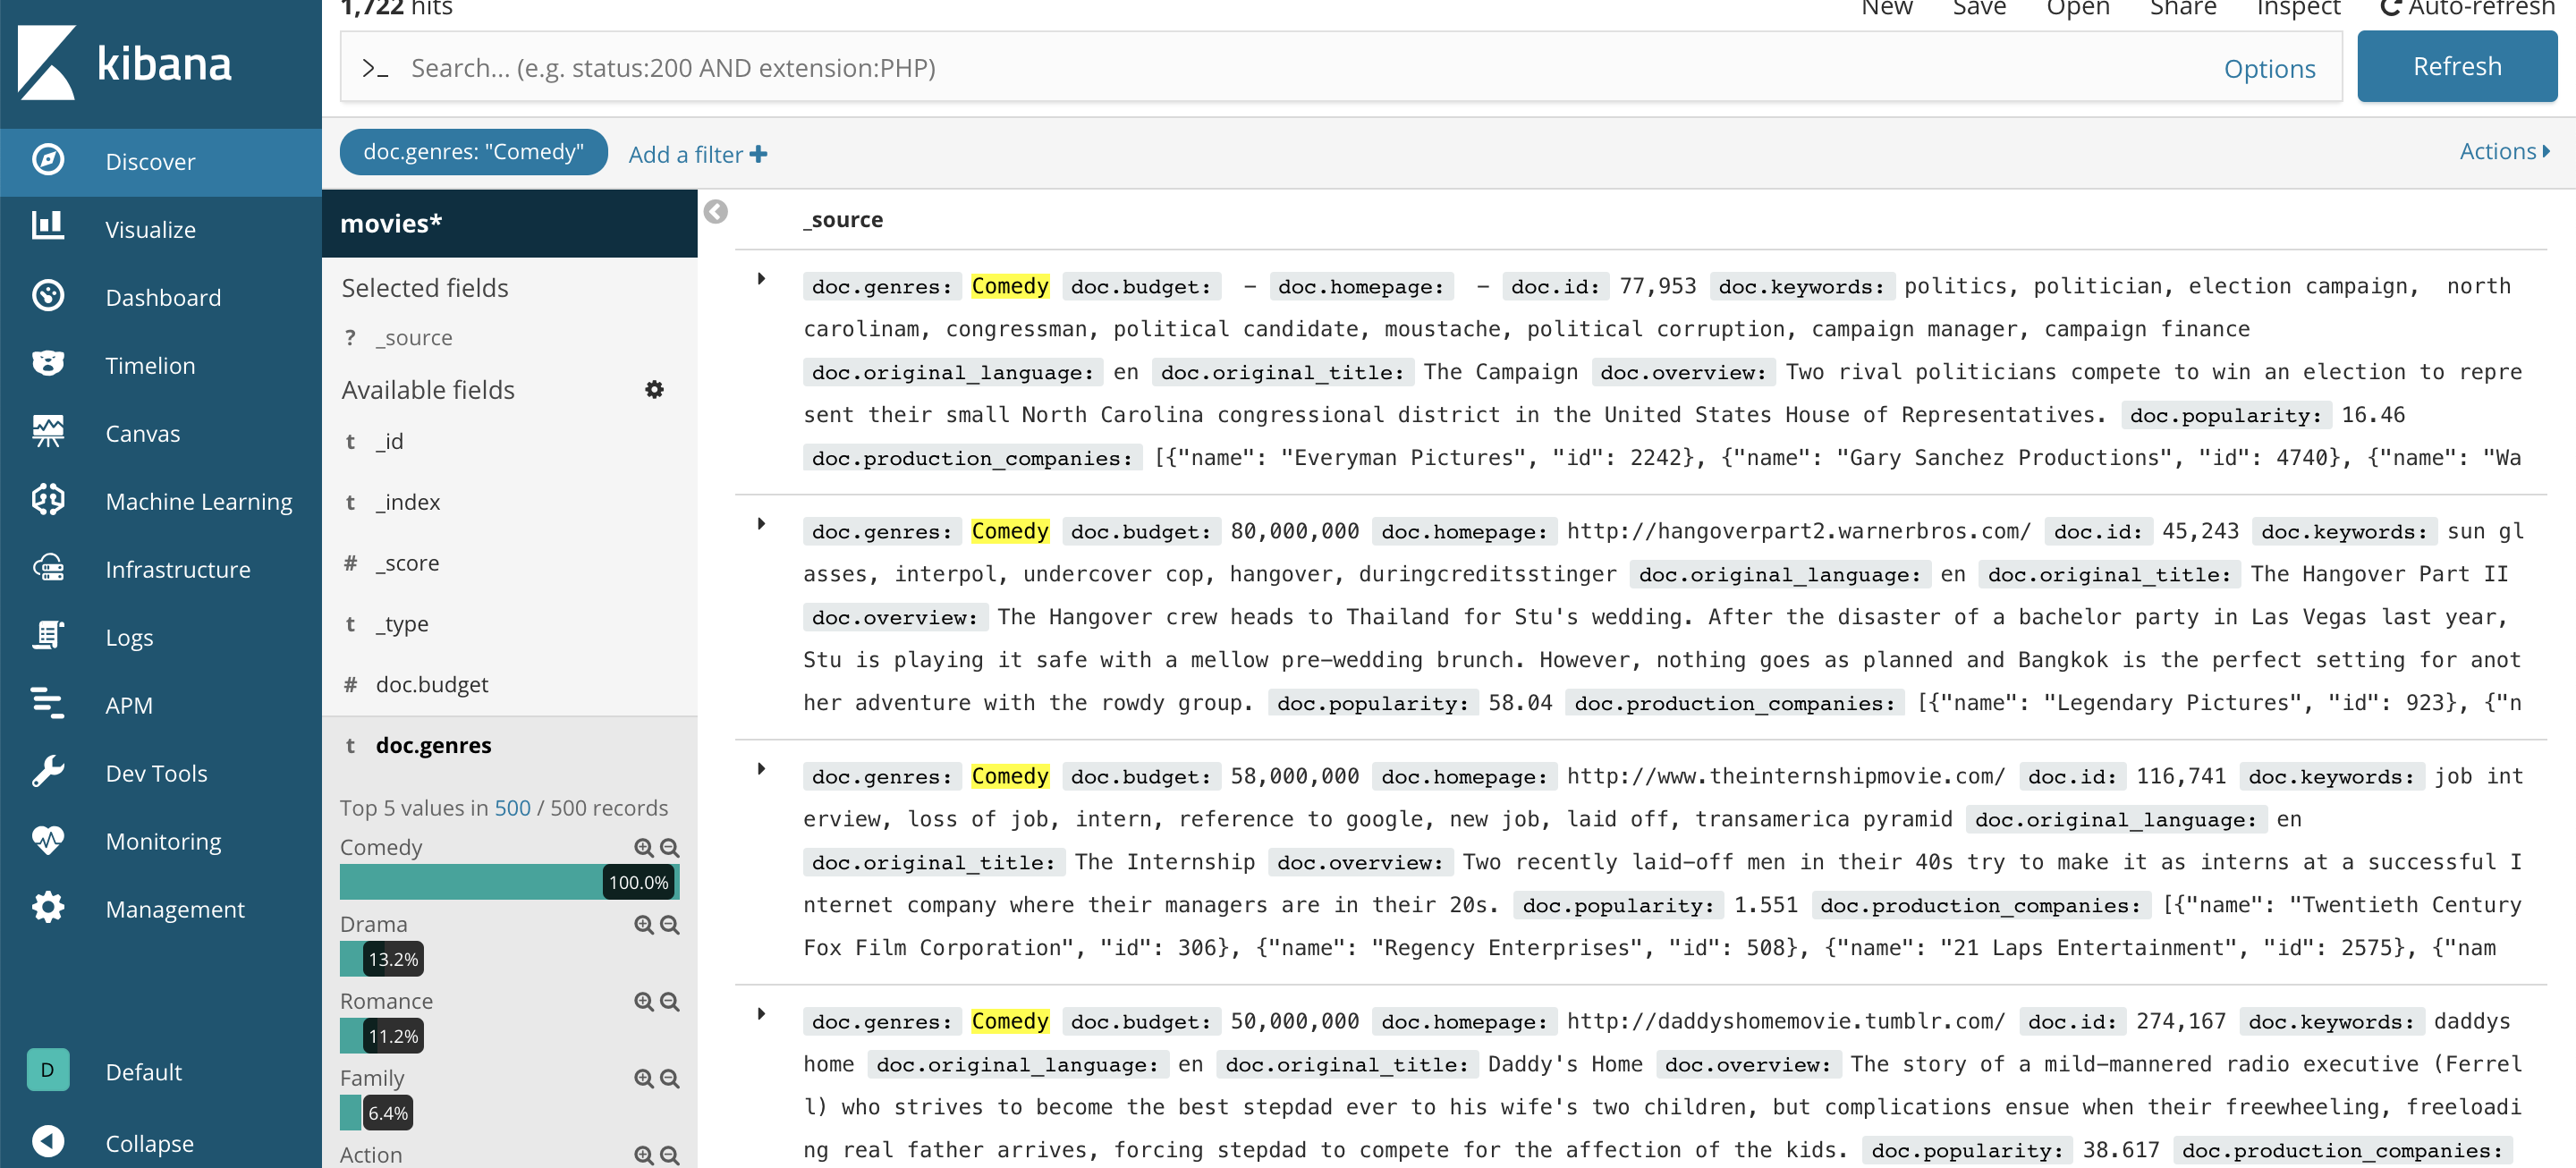 1,722 hits
New Save Open Share Inspect Auto-refresh
kibana
>_ Search... (e.g. status:200 AND extension:PHP) Options Refresh
doc.genres: "Comedy" Add a filter + Actions
Discover
Visualize
Dashboard
Timelion
Canvas
Machine Learning
Infrastructure
Logs
APM
Dev Tools
Monitoring
Management
D Default
Collapse
movies*
Selected fields
? _source
Available fields
t _id
t _index
# _score
t _type
# doc.budget
t doc.genres
Top 5 values in 500 / 500 records
Comedy
100.0%
Drama
13.2%
Romance
11.2%
Family
6.4%
Action
_source
doc.genres: Comedy doc.budget: – doc.homepage: – doc.id: 77,953 doc.keywords: politics, politician, election campaign, north
carolinam, congressman, political candidate, moustache, political corruption, campaign manager, campaign finance
doc.original_language: en doc.original_title: The Campaign doc.overview: Two rival politicians compete to win an election to repre
sent their small North Carolina congressional district in the United States House of Representatives. doc.popularity: 16.46
doc.production_companies: [{"name": "Everyman Pictures", "id": 2242}, {"name": "Gary Sanchez Productions", "id": 4740}, {"name": "Wa
doc.genres: Comedy doc.budget: 80,000,000 doc.homepage: http://hangoverpart2.warnerbros.com/ doc.id: 45,243 doc.keywords: sun gl
asses, interpol, undercover cop, hangover, duringcreditsstinger doc.original_language: en doc.original_title: The Hangover Part II
doc.overview: The Hangover crew heads to Thailand for Stu's wedding. After the disaster of a bachelor party in Las Vegas last year,
Stu is playing it safe with a mellow pre-wedding brunch. However, nothing goes as planned and Bangkok is the perfect setting for anot
her adventure with the rowdy group. doc.popularity: 58.04 doc.production_companies: [{"name": "Legendary Pictures", "id": 923}, {"n
doc.genres: Comedy doc.budget: 58,000,000 doc.homepage: http://www.theinternshipmovie.com/ doc.id: 116,741 doc.keywords: job int
erview, loss of job, intern, reference to google, new job, laid off, transamerica pyramid doc.original_language: en
doc.original_title: The Internship doc.overview: Two recently laid-off men in their 40s try to make it as interns at a successful I
nternet company where their managers are in their 20s. doc.popularity: 1.551 doc.production_companies: [{"name": "Twentieth Century
Fox Film Corporation", "id": 306}, {"name": "Regency Enterprises", "id": 508}, {"name": "21 Laps Entertainment", "id": 2575}, {"nam
doc.genres: Comedy doc.budget: 50,000,000 doc.homepage: http://daddyshomemovie.tumblr.com/ doc.id: 274,167 doc.keywords: daddys
home doc.original_language: en doc.original_title: Daddy's Home doc.overview: The story of a mild-mannered radio executive (Ferrel
l) who strives to become the best stepdad ever to his wife's two children, but complications ensue when their freewheeling, freeloadi
ng real father arrives, forcing stepdad to compete for the affection of the kids. doc.popularity: 38.617 doc.production_companies: